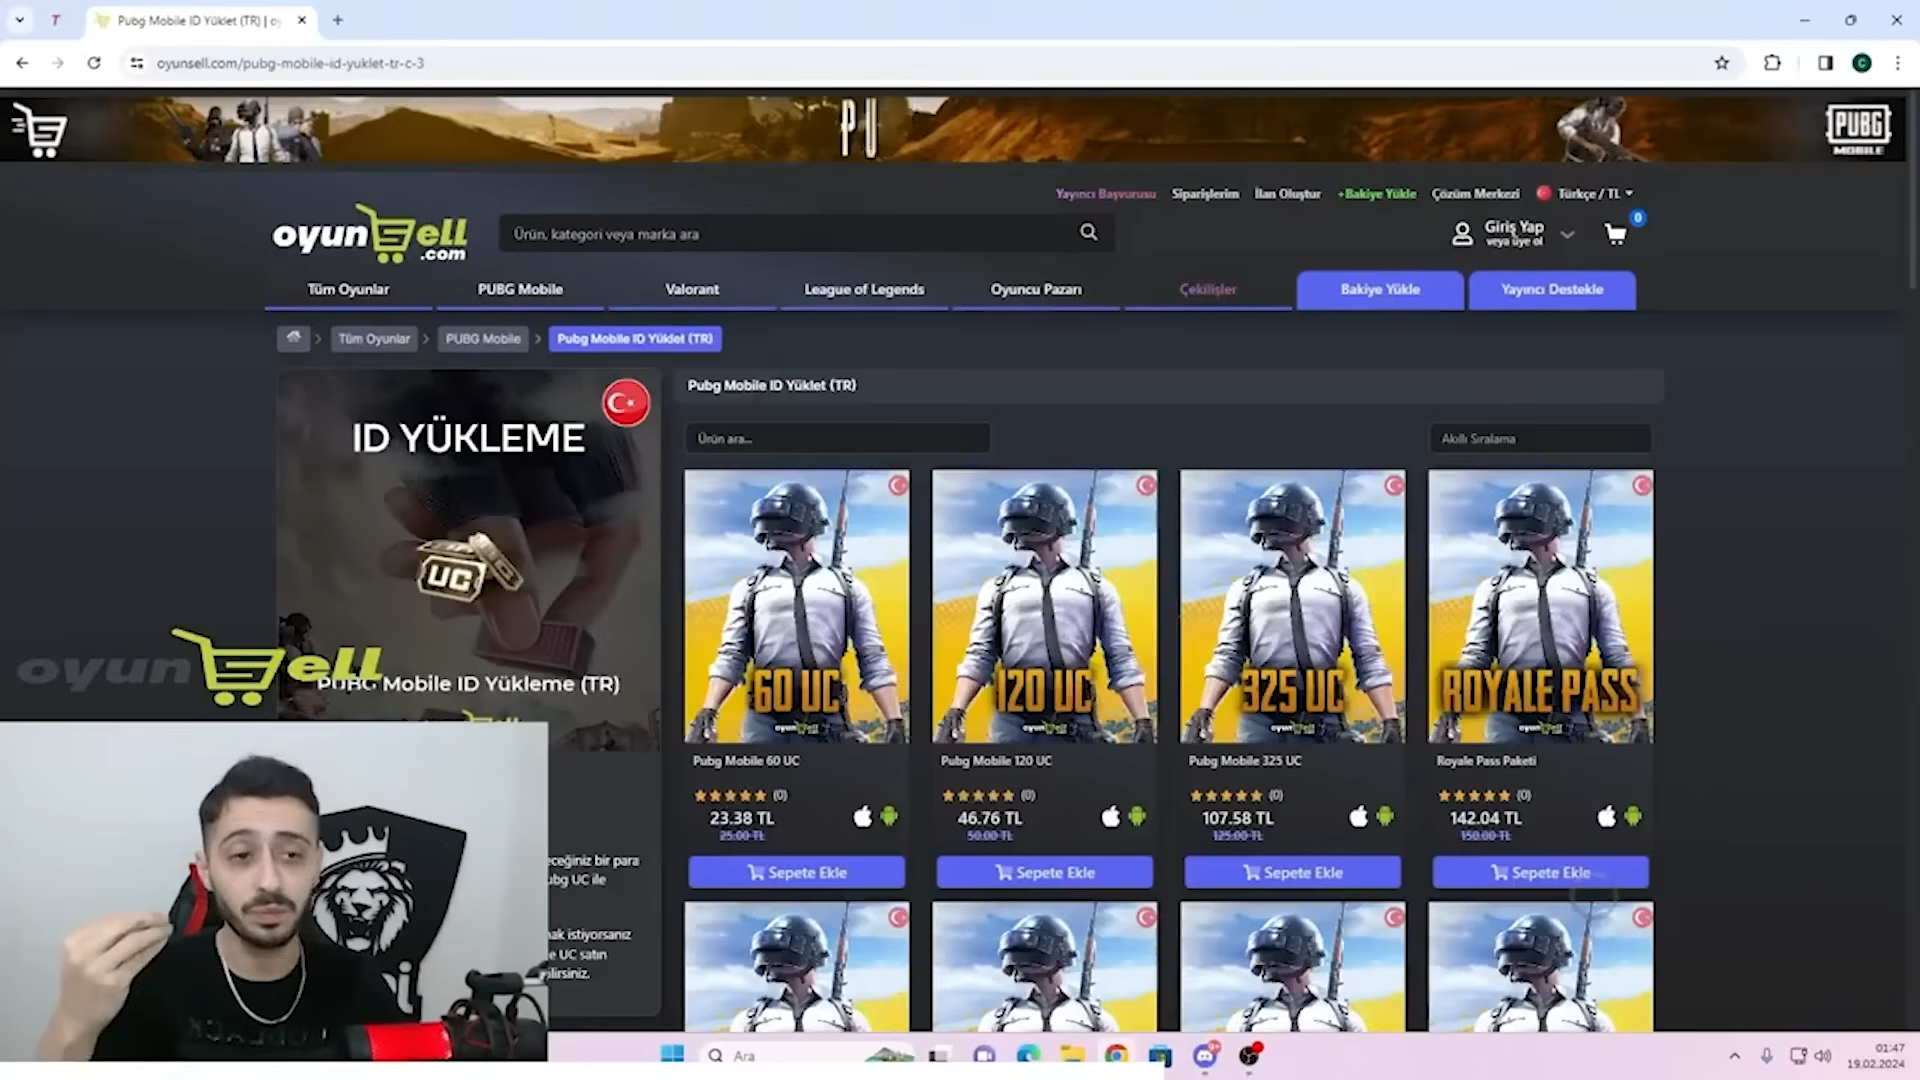 Pubg Mobile ID Yüklet (TR) | oy
oyunsell.com/pubg-mobile-id-yuklet-tr-c-3
PU
PUBG
MOBILE
Yayıncı Başvurusu
Siparişlerim
İlan Oluştur
+Bakiye Yükle
Çözüm Merkezi
Türkçe / TL
oyunSell
.com
Ürün, kategori veya marka ara
Giriş Yap
veya üye ol
0
Tüm Oyunlar
PUBG Mobile
Valorant
League of Legends
Oyuncu Pazarı
Çekilişler
Bakiye Yükle
Yayıncı Destekle
Tüm Oyunlar
PUBG Mobile
Pubg Mobile ID Yüklet (TR)
ID YÜKLEME
UC
PUBG Mobile ID Yükleme (TR)
oyunSell
Pubg Mobile ID Yüklet (TR)
Ürün ara...
Akıllı Sıralama
60 UC
oyunSell
120 UC
oyunSell
325 UC
oyunSell
ROYALE PASS
oyunSell
Pubg Mobile 60 UC
Pubg Mobile 120 UC
Pubg Mobile 325 UC
Royale Pass Paketi
(0)
(0)
(0)
(0)
23.38 TL
46.76 TL
107.58 TL
142.04 TL
25.00 TL
50.00 TL
125.00 TL
150.00 TL
Sepete Ekle
Sepete Ekle
Sepete Ekle
Sepete Ekle
eceğiniz bir para
ubg UC ile
ak istiyorsanız
e UC satın
ilirsiniz.
Ara
01:47
19.02.2024